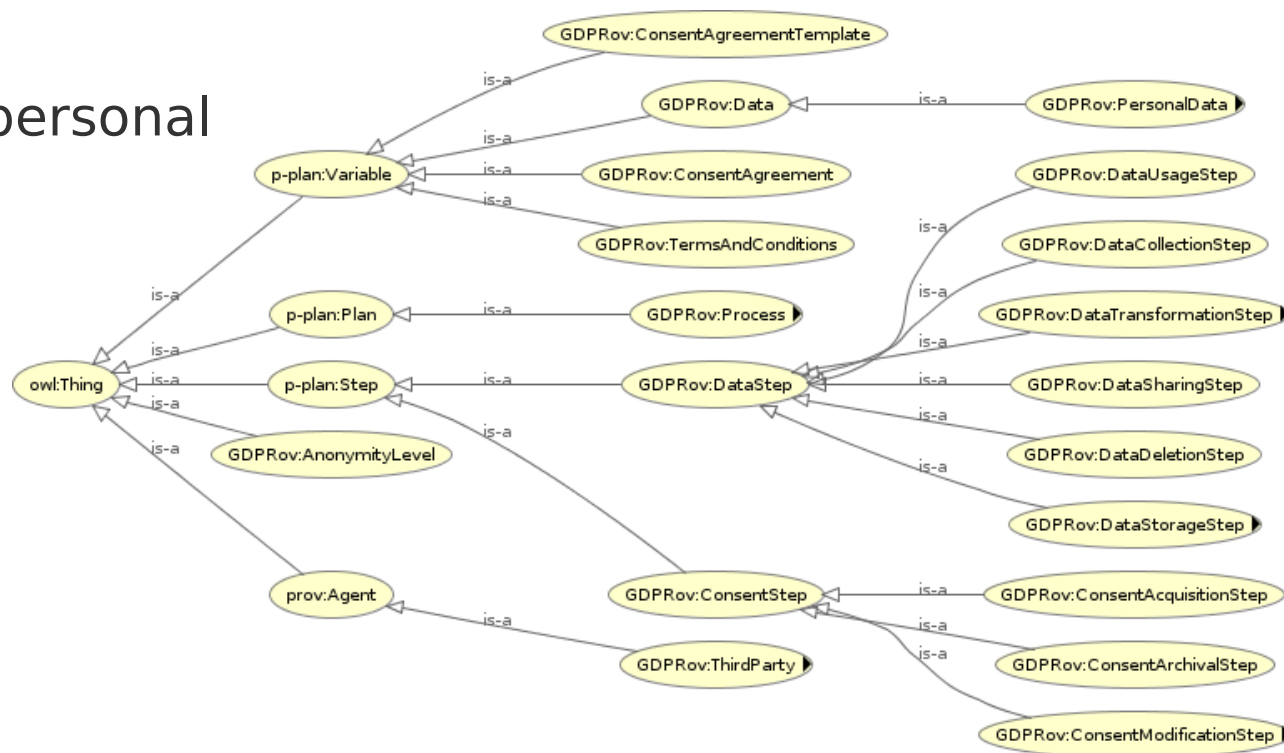 personal
GDPRov:ConsentAgreementTemplate
is-a
GDPRov:Data
is-a
GDPRov:PersonalData
is-a
p-plan:Variable
is-a
GDPRov:ConsentAgreement
GDPRov:DataUsageStep
is-a
GDPRov:TermsAndConditions
is-a
GDPRov:DataCollectionStep
is-a
is-a
p-plan:Plan
is-a
GDPRov:Process
GDPRov:DataTransformationStep
is-a
is-a
owl:Thing
is-a
p-plan:Step
is-a
GDPRov:DataStep
is-a
GDPRov:DataSharingStep
is-a
is-a
is-a
is-a
GDPRov:AnonymityLevel
GDPRov:DataDeletionStep
is-a
GDPRov:DataStorageStep
prov:Agent
GDPRov:ConsentStep
is-a
GDPRov:ConsentAcquisitionStep
is-a
is-a
GDPRov:ThirdParty
is-a
GDPRov:ConsentArchivalStep
GDPRov:ConsentModificationStep